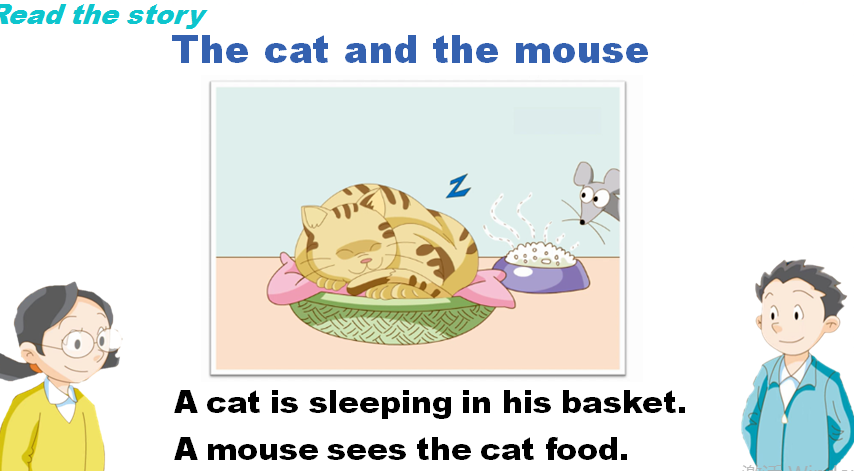 Read the story
The cat and the mouse
Z
A cat is sleeping in his basket.
A mouse sees the cat food.